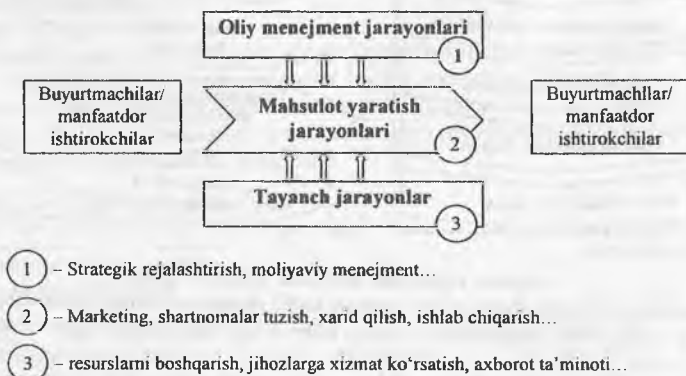 Oliy menejment jarayonlari
1
Buyurtmachilar/
manfaatdor
ishtirokchilar
Mahsulot yaratish
jarayonlari
2
Buyurtmachllar/
manfaatdor
ishtirokchilar
Tayanch jarayonlar
3
1 – Strategik rejalashtirish, moliyaviy menejment...
2 – Marketing, shartnomalar tuzish, xarid qilish, ishlab chiqarish...
3 – resurslarni boshqarish, jihozlarga xizmat ko‘rsatish, axborot ta’minoti...